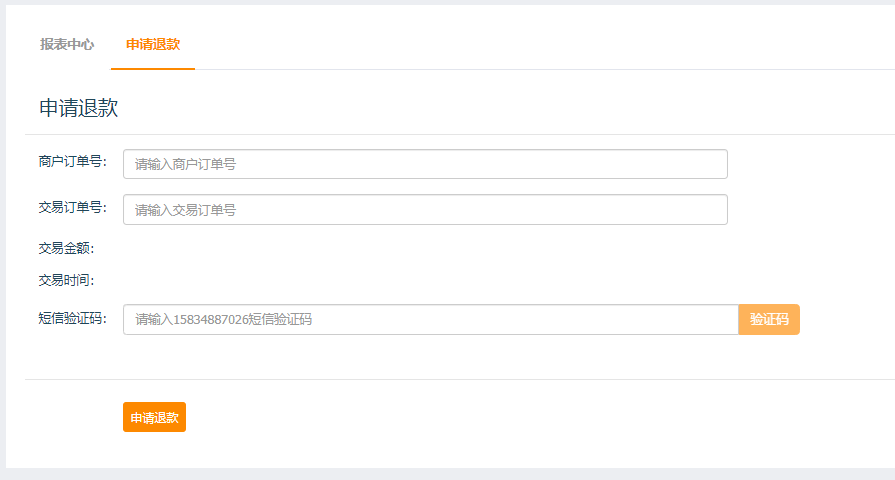 报表中心 申请退款
申请退款
商户订单号: 请输入商户订单号
交易订单号: 请输入交易订单号
交易金额:
交易时间:
短信验证码: 请输入15834887026短信验证码 验证码
申请退款